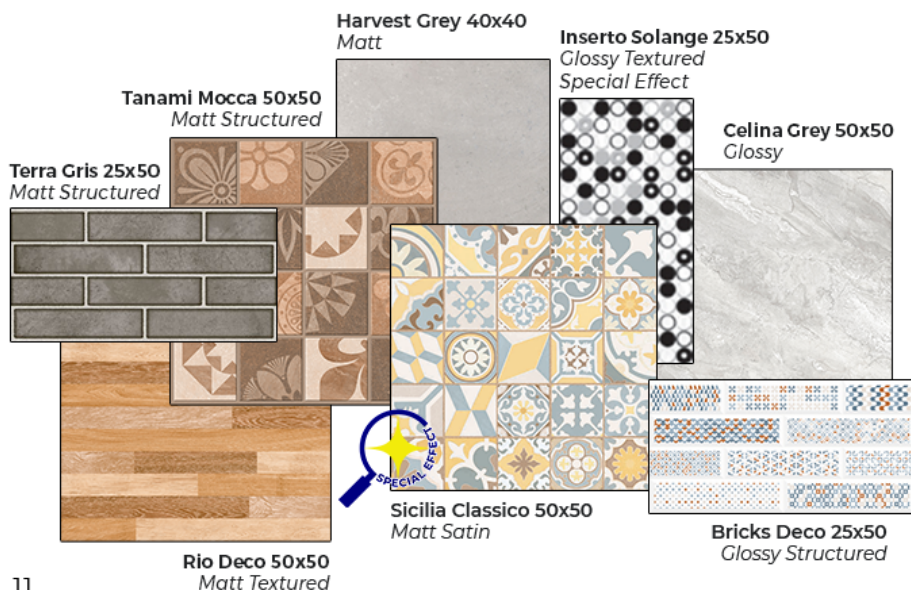 Harvest Grey 40x40
Matt
Inserto Solange 25x50
Glossy Textured
Special Effect
Tanami Mocca 50x50
Matt Structured
Celina Grey 50x50
Glossy
Terra Gris 25x50
Matt Structured
SPECIAL EFFECT
Sicilia Classico 50x50
Matt Satin
Bricks Deco 25x50
Glossy Structured
Rio Deco 50x50
Matt Textured
11